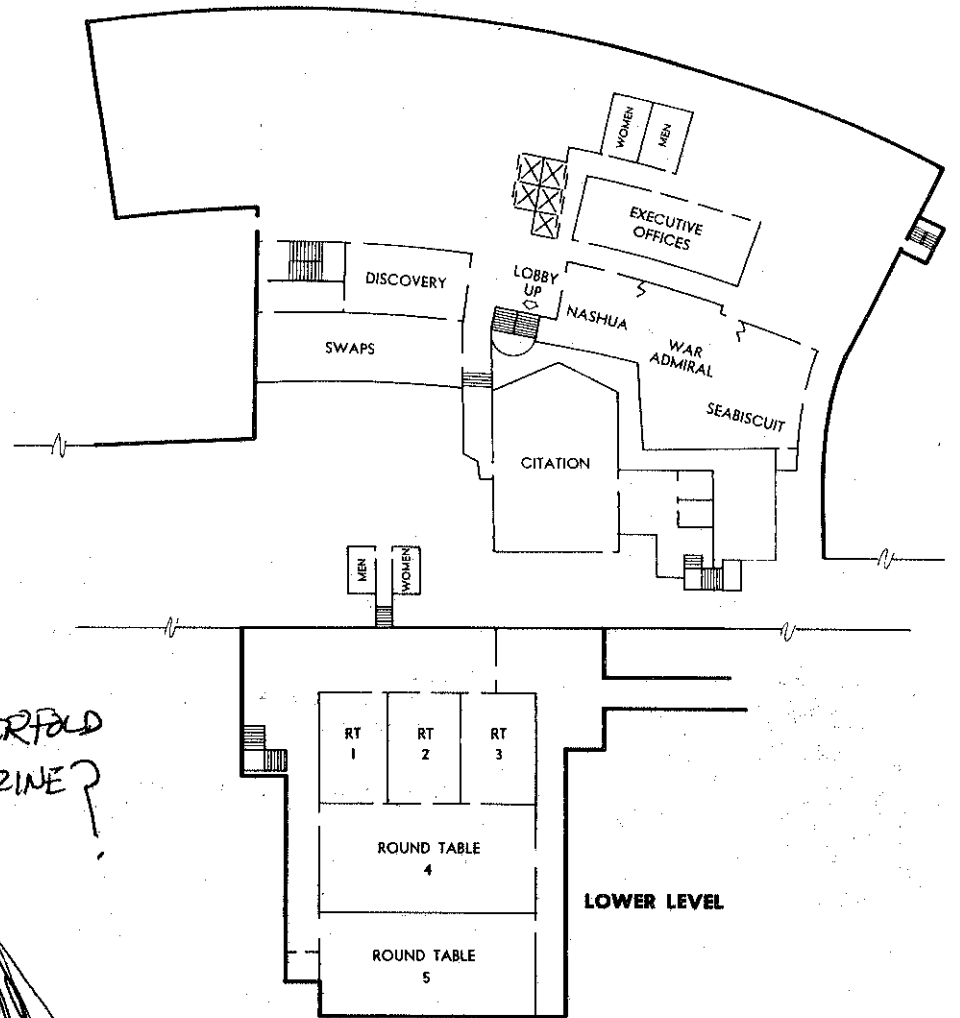 WOMEN
MEN
EXECUTIVE
OFFICES
DISCOVERY
LOBBY
UP
NASHUA
SWAPS
WAR
ADMIRAL
SEABISCUIT
CITATION
MEN
WOMEN
RT
1
RT
2
RT
3
ROUND TABLE
4
LOWER LEVEL
ROUND TABLE
5